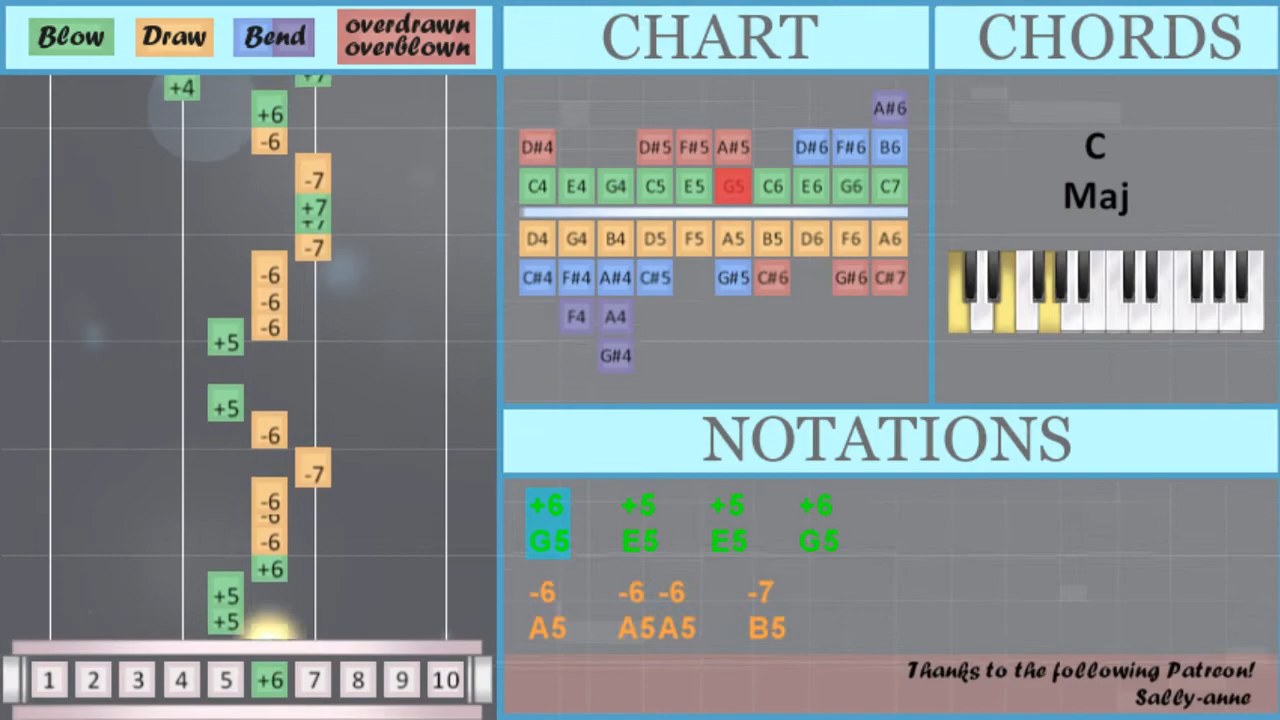 Blow Draw Bend overdrawn
overblown
CHART
CHORDS
+4 +7
+6
-6
-7
+7
+7
-7
-6
-6
-6
+5
+5
-6
-7
-6
-6
-6
+6
+5
+5
1 2 3 4 5 +6 7 8 9 10
A#6
D#4 D#5 F#5 A#5 D#6 F#6 B6
C4 E4 G4 C5 E5 G5 C6 E6 G6 C7
D4 G4 B4 D5 F5 A5 B5 D6 F6 A6
C#4 F#4 A#4 C#5 G#5 C#6 G#6 C#7
F4 A4
G#4
C
Maj
NOTATIONS
+6 +5 +5 +6
G5 E5 E5 G5
-6 -6 -6 -7
A5 A5 A5 B5
Thanks to the following Patreon!
Sally-anne